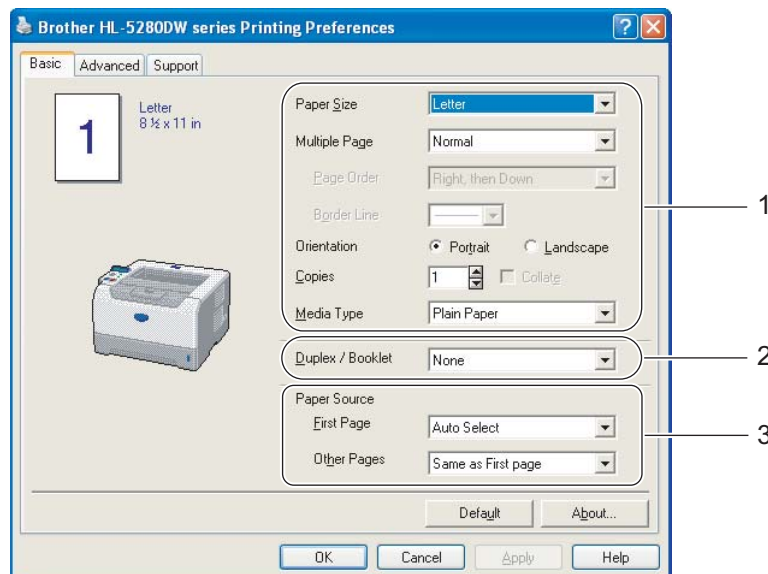 Brother HL-5280DW series Printing Preferences
Basic Advanced Support
1
Letter
8 ½ x 11 in
Paper Size Letter
Multiple Page Normal
Page Order Right, then Down
Border Line
Orientation Portrait Landscape
Copies 1 Collate
Media Type Plain Paper
1
Duplex / Booklet None
2
Paper Source
First Page Auto Select
Other Pages Same as First page
3
Default About...
OK Cancel Apply Help